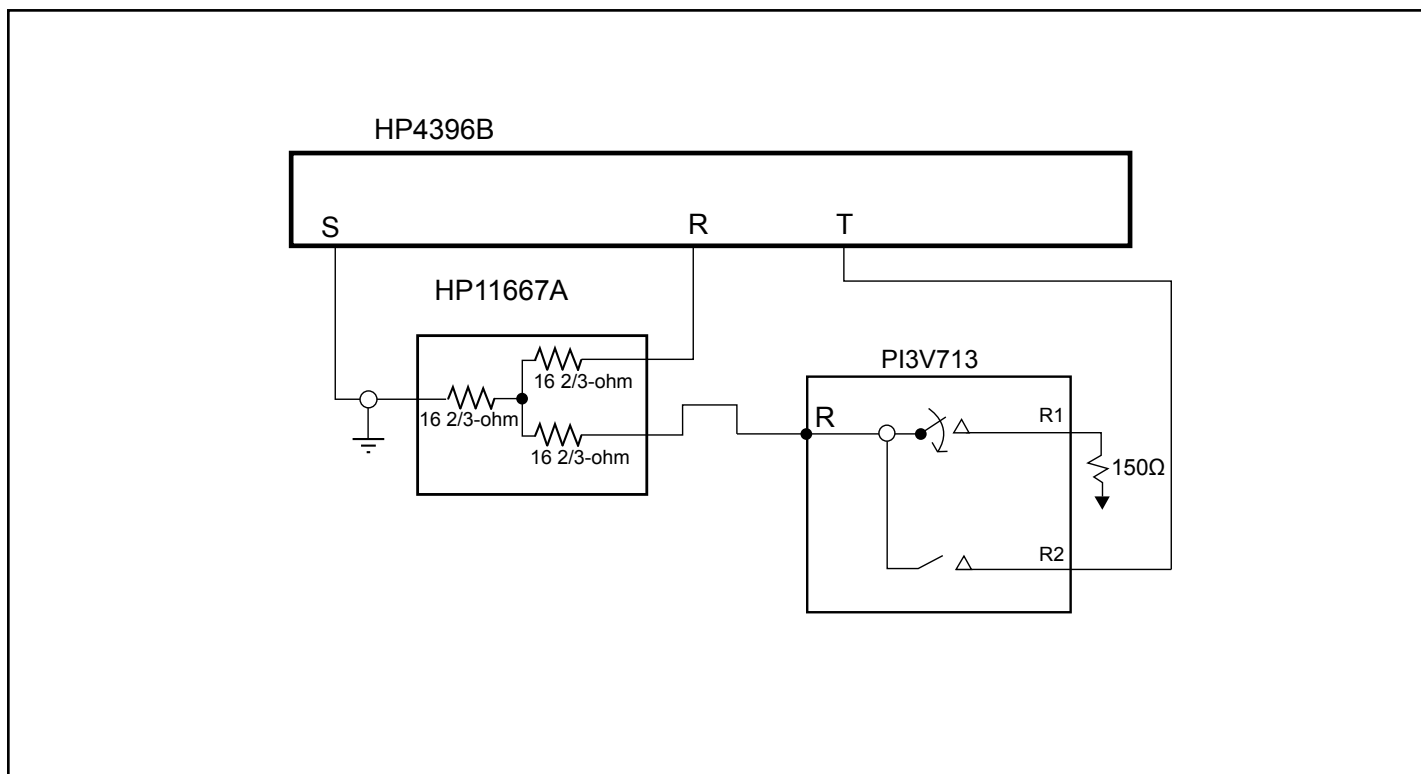 HP4396B
S
R
T
HP11667A
16 2/3-ohm
16 2/3-ohm
16 2/3-ohm
PI3V713
R
R1
150Ω
R2